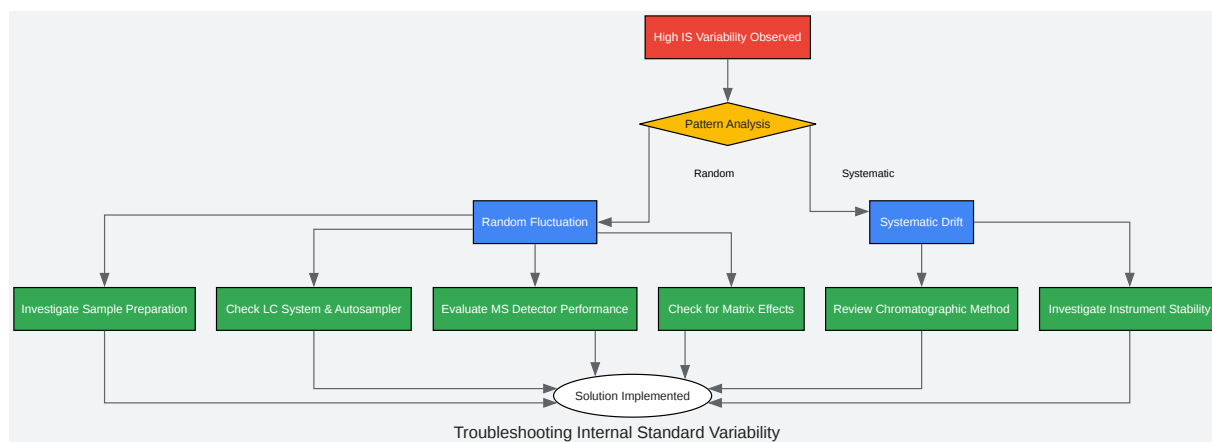 High IS Variability Observed
Pattern Analysis
Random
Systematic
Random Fluctuation
Systematic Drift
Investigate Sample Preparation
Check LC System & Autosampler
Evaluate MS Detector Performance
Check for Matrix Effects
Review Chromatographic Method
Investigate Instrument Stability
Solution Implemented
Troubleshooting Internal Standard Variability